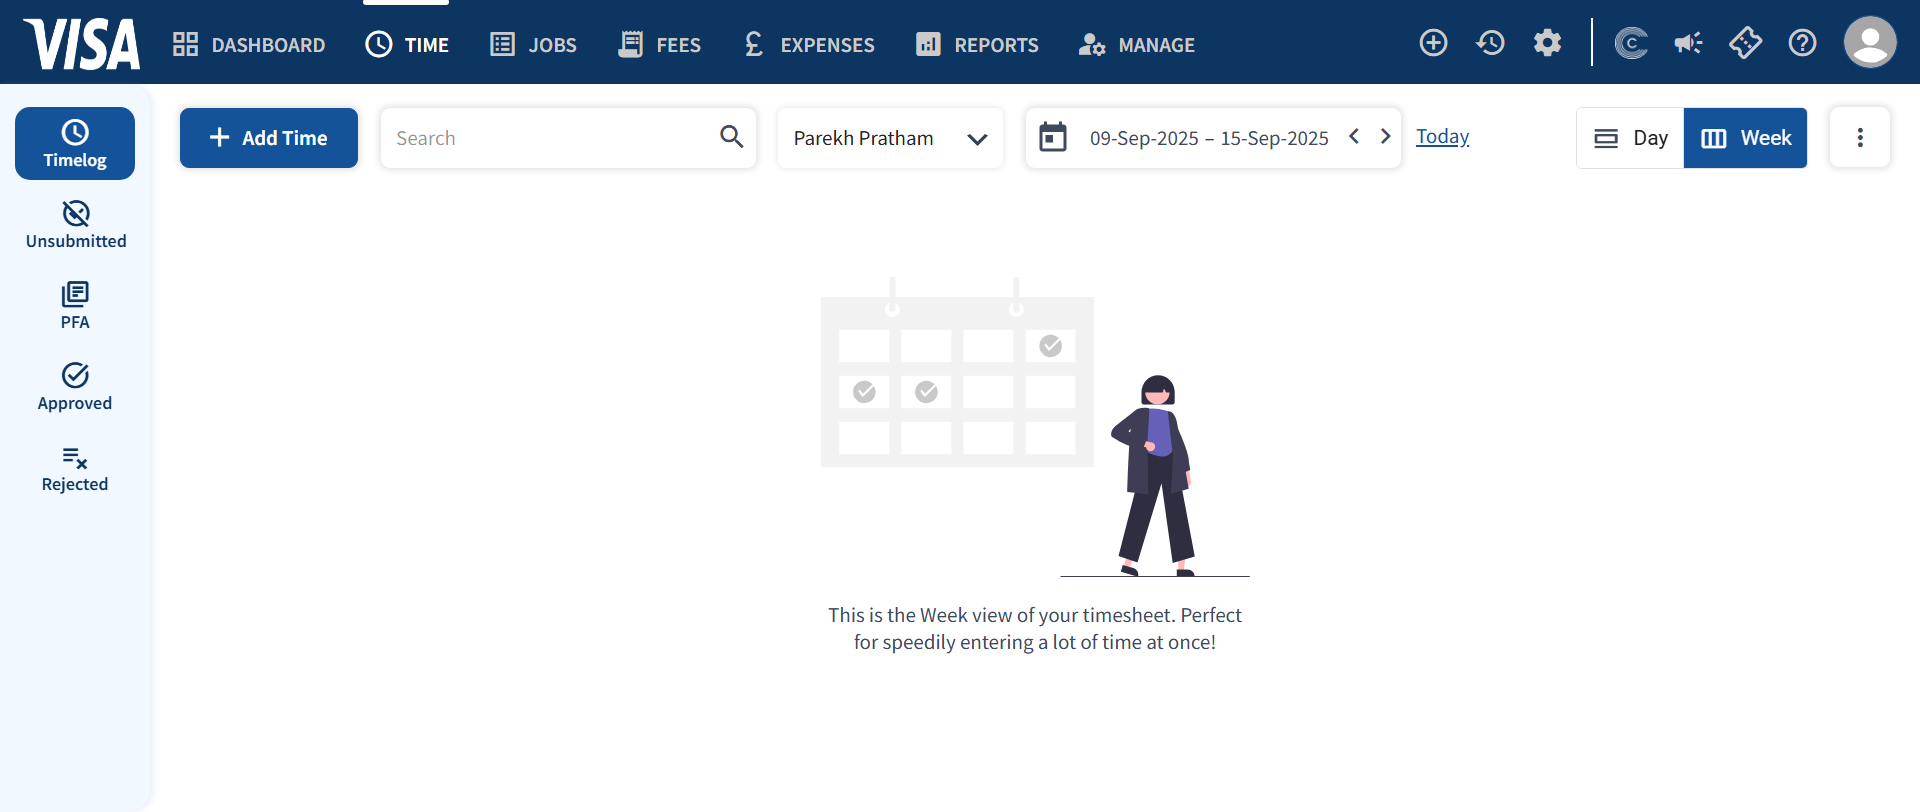 VISA
DASHBOARD
TIME
JOBS
FEES
£ EXPENSES
REPORTS
MANAGE
Timelog
Unsubmitted
PFA
Approved
Rejected
+ Add Time
Search
Parekh Pratham
09-Sep-2025 – 15-Sep-2025
Today
Day
Week
This is the Week view of your timesheet. Perfect
for speedily entering a lot of time at once!